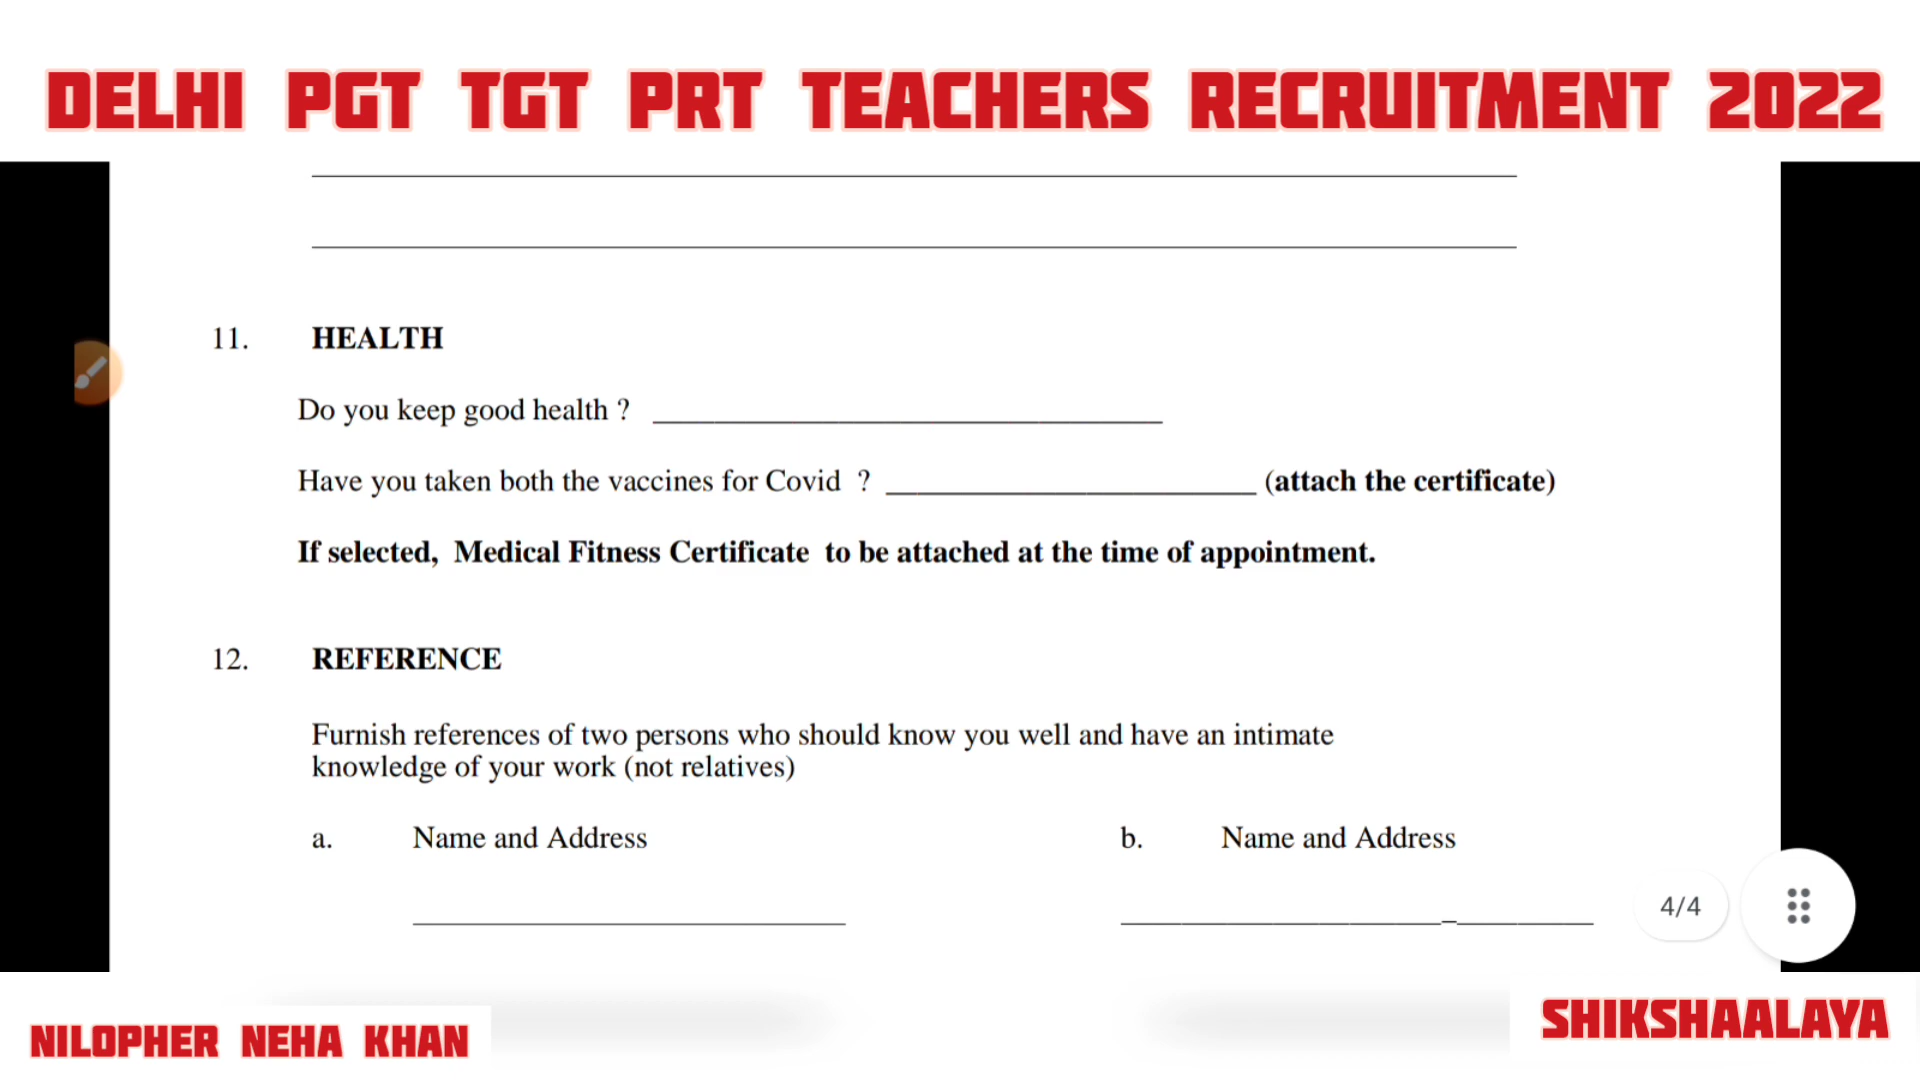 DELHI PGT TGT PRT TEACHERS RECRUITMENT 2022
11. HEALTH
Do you keep good health ? 
Have you taken both the vaccines for Covid ? (attach the certificate)
If selected, Medical Fitness Certificate to be attached at the time of appointment.
12. REFERENCE
Furnish references of two persons who should know you well and have an intimate
knowledge of your work (not relatives)
a. Name and Address b. Name and Address
4/4
NILOPHER NEHA KHAN SHIKSHAALAYA